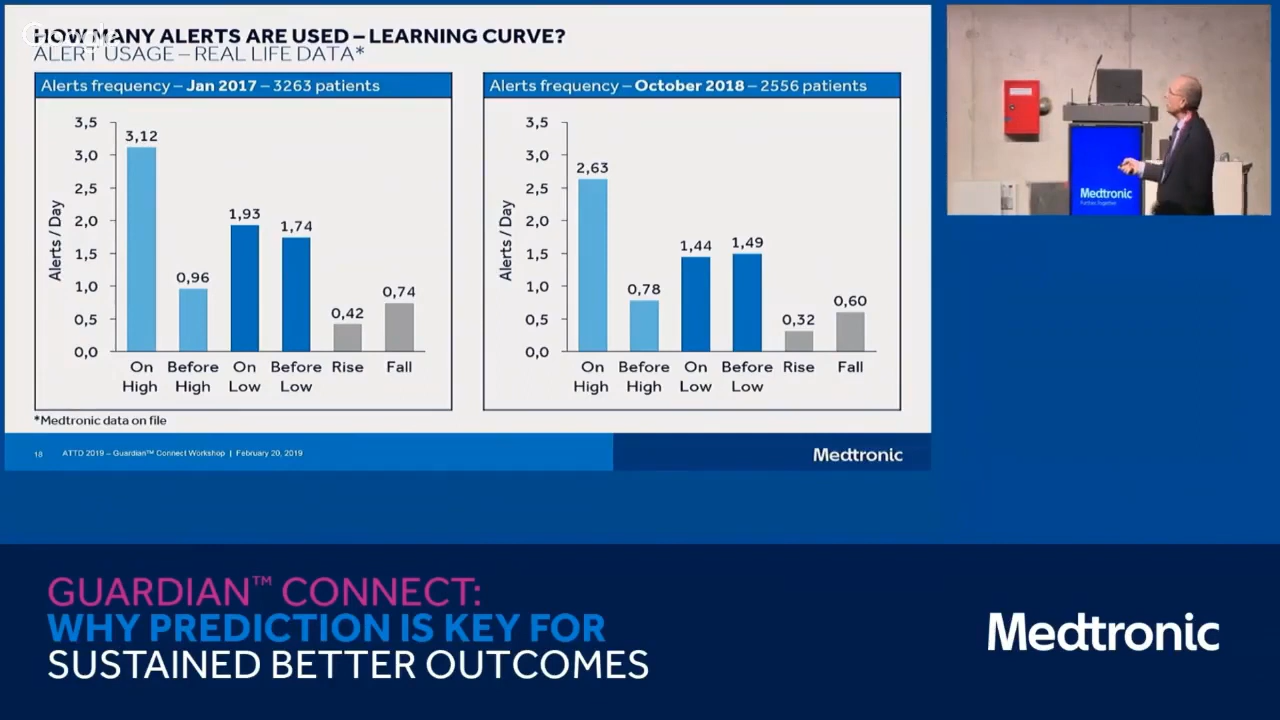 Google
HOW MANY ALERTS ARE USED – LEARNING CURVE?
ALERT USAGE – REAL LIFE DATA*
Alerts frequency – Jan 2017 – 3263 patients
3,5
3,0
2,5
2,0
1,5
1,0
0,5
0,0
Alerts / Day
3,12
0,96
1,93
1,74
0,42
0,74
On High
Before High
On Low
Before Low
Rise
Fall
Alerts frequency – October 2018 – 2556 patients
3,5
3,0
2,5
2,0
1,5
1,0
0,5
0,0
Alerts / Day
2,63
0,78
1,44
1,49
0,32
0,60
On High
Before High
On Low
Before Low
Rise
Fall
*Medtronic data on file
18 ATTD 2019 – Guardian™ Connect Workshop | February 20, 2019
Medtronic
Medtronic
Further, Together
GUARDIAN™ CONNECT:
WHY PREDICTION IS KEY FOR
SUSTAINED BETTER OUTCOMES
Medtronic